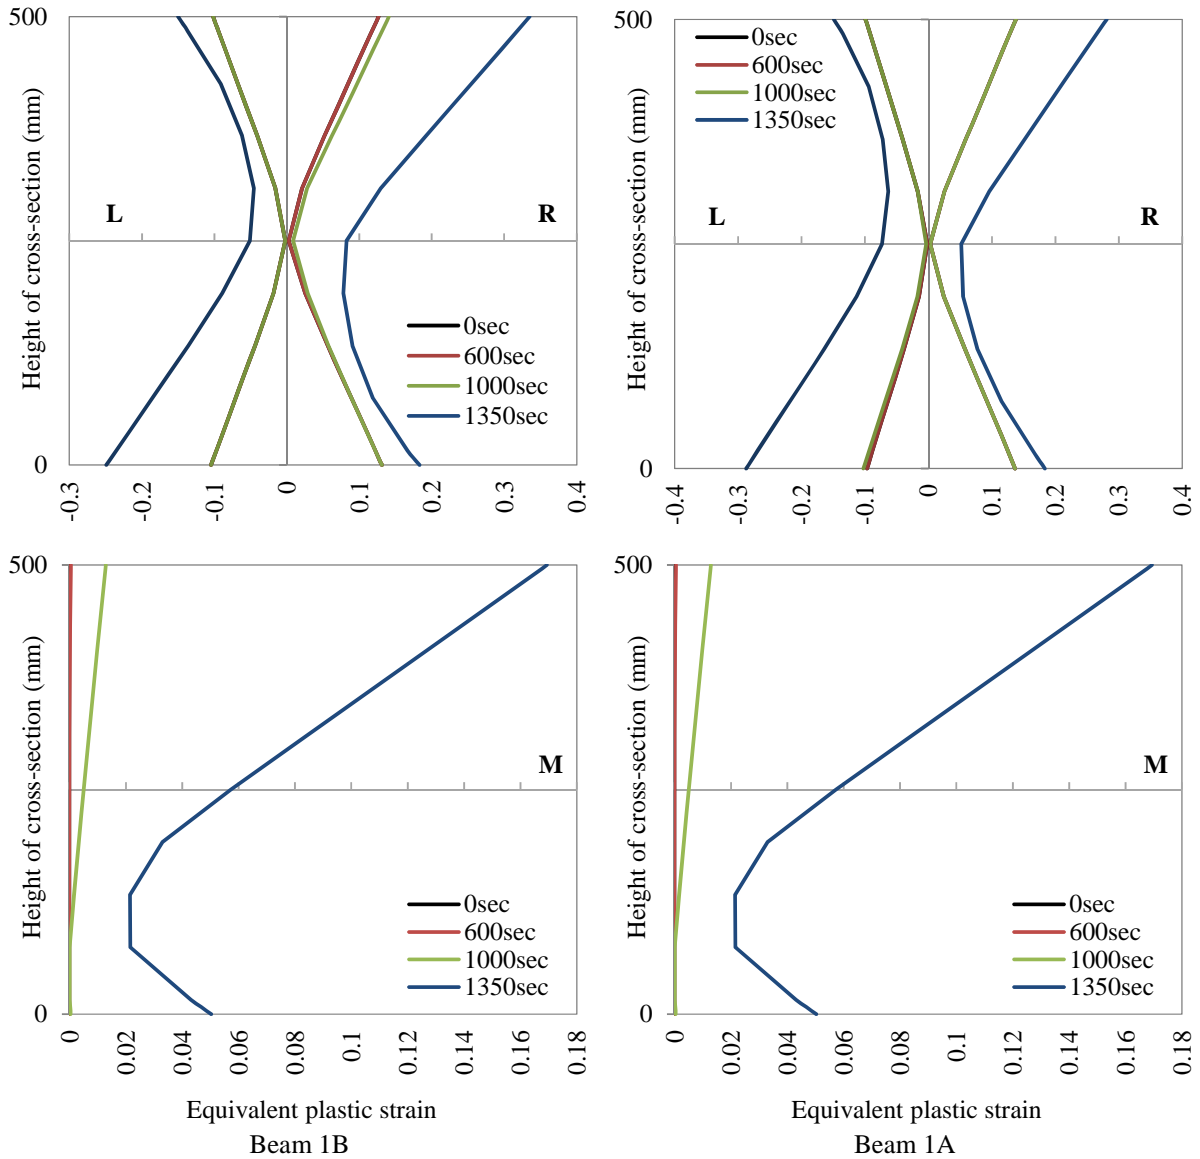 500
Height of cross-section (mm)
L
R
0sec
600sec
1000sec
1350sec
0
-0.3
-0.2
-0.1
0
0.1
0.2
0.3
0.4
500
0sec
600sec
1000sec
1350sec
Height of cross-section (mm)
L
R
0
-0.4
-0.3
-0.2
-0.1
0
0.1
0.2
0.3
0.4
500
Height of cross-section (mm)
M
0sec
600sec
1000sec
1350sec
0
0
0.02
0.04
0.06
0.08
0.1
0.12
0.14
0.16
0.18
Equivalent plastic strain
Beam 1B
500
Height of cross-section (mm)
M
0sec
600sec
1000sec
1350sec
0
0
0.02
0.04
0.06
0.08
0.1
0.12
0.14
0.16
0.18
Equivalent plastic strain
Beam 1A